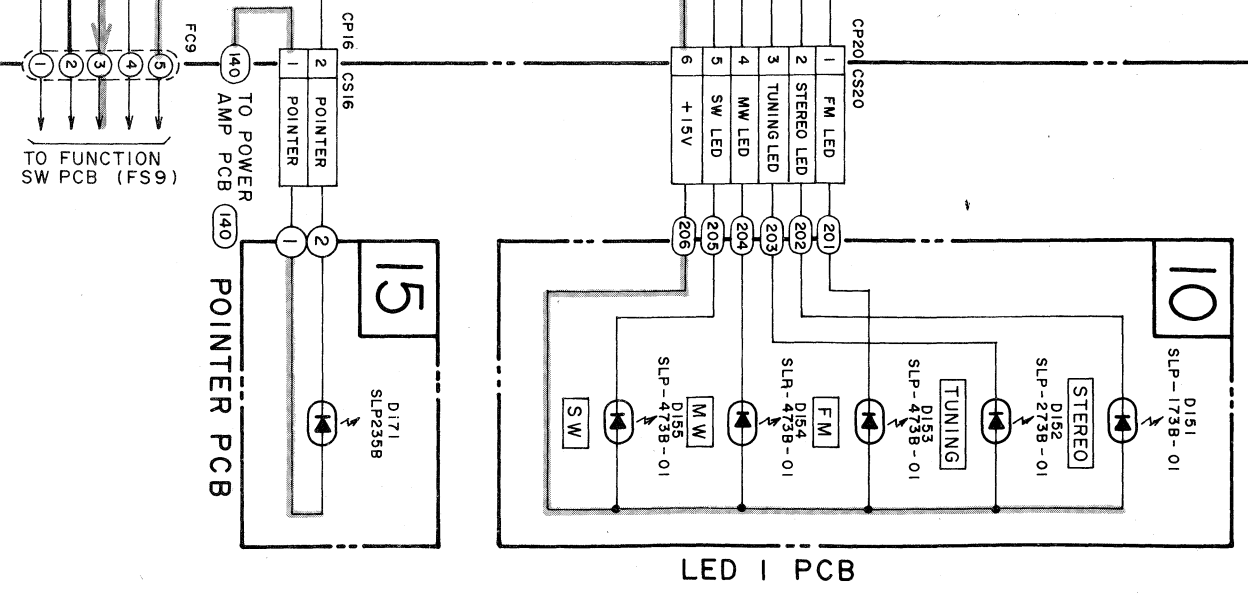 FC9
1
2
3
4
5
TO FUNCTION
SW PCB (FS9)
140
TO POWER
AMP PCB
140
CP16
CS16
2
1
POINTER
POINTER
1
2
15
POINTER PCB
D171
SLP235B
CP20
CS20
6
5
4
3
2
1
+15V
SW LED
MW LED
TUNING LED
STEREO LED
FM LED
206
205
204
203
202
201
10
SW
D155
SLP-473B-01
MW
D154
SLR-473B-01
FM
D153
SLP-473B-01
TUNING
D152
SLP-273B-01
STEREO
D151
SLP-173B-01
LED 1 PCB